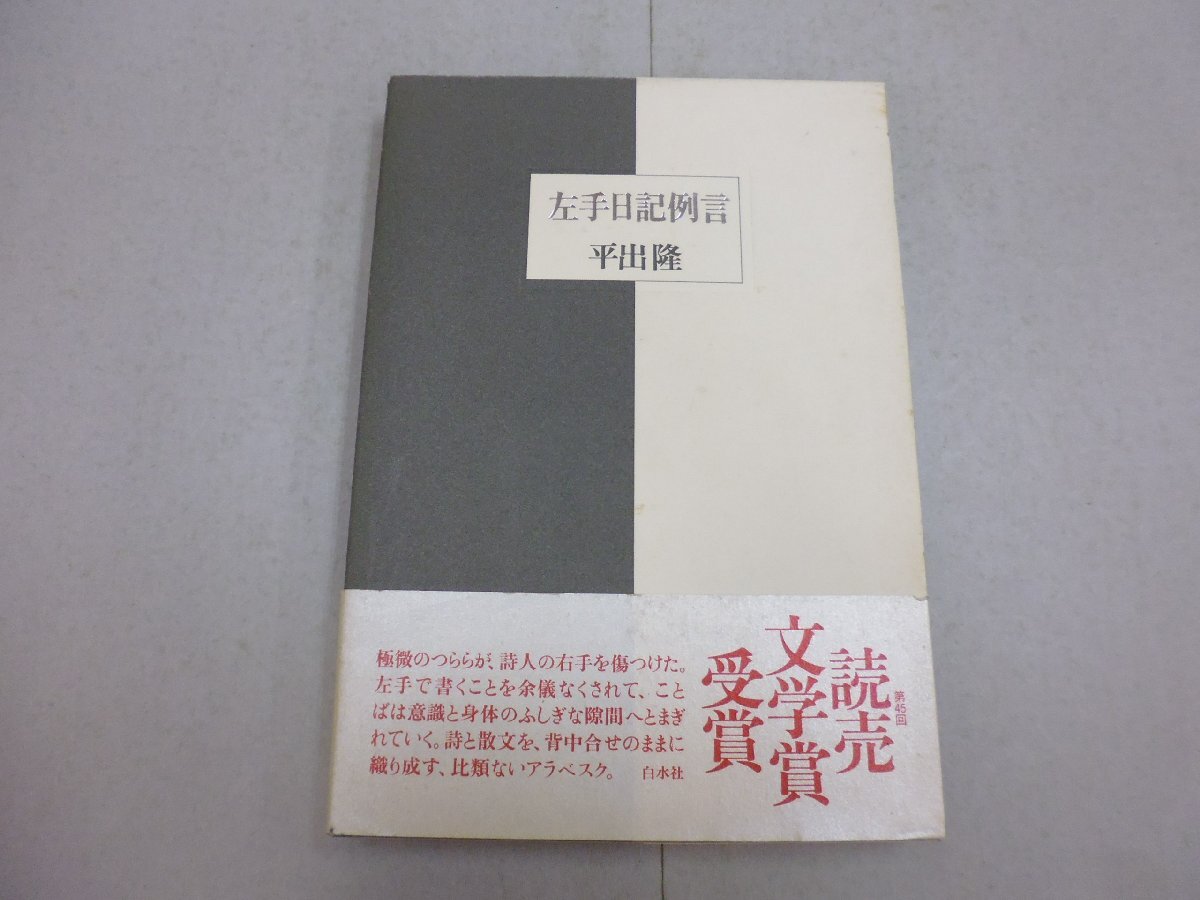 左手日記例言
平出隆
第45回
読売
文学賞
受賞
極微のつららが、詩人の右手を傷つけた。
左手で書くことを余儀なくされて、こと
ばは意識と身体のふしぎな隙間へとまぎ
れていく。詩と散文を、背中合せのままに
織り成す、比類ないアラベスク。 白水社